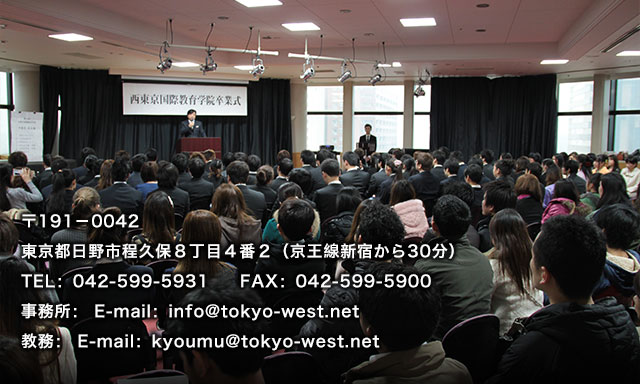 西東京国際教育学院卒業式
〒191－0042
東京都日野市程久保８丁目４番２（京王線新宿から30分）
TEL：042-599-5931　　FAX：042-599-5900
事務所： E-mail：info@tokyo-west.net
教務： E-mail：kyoumu@tokyo-west.net